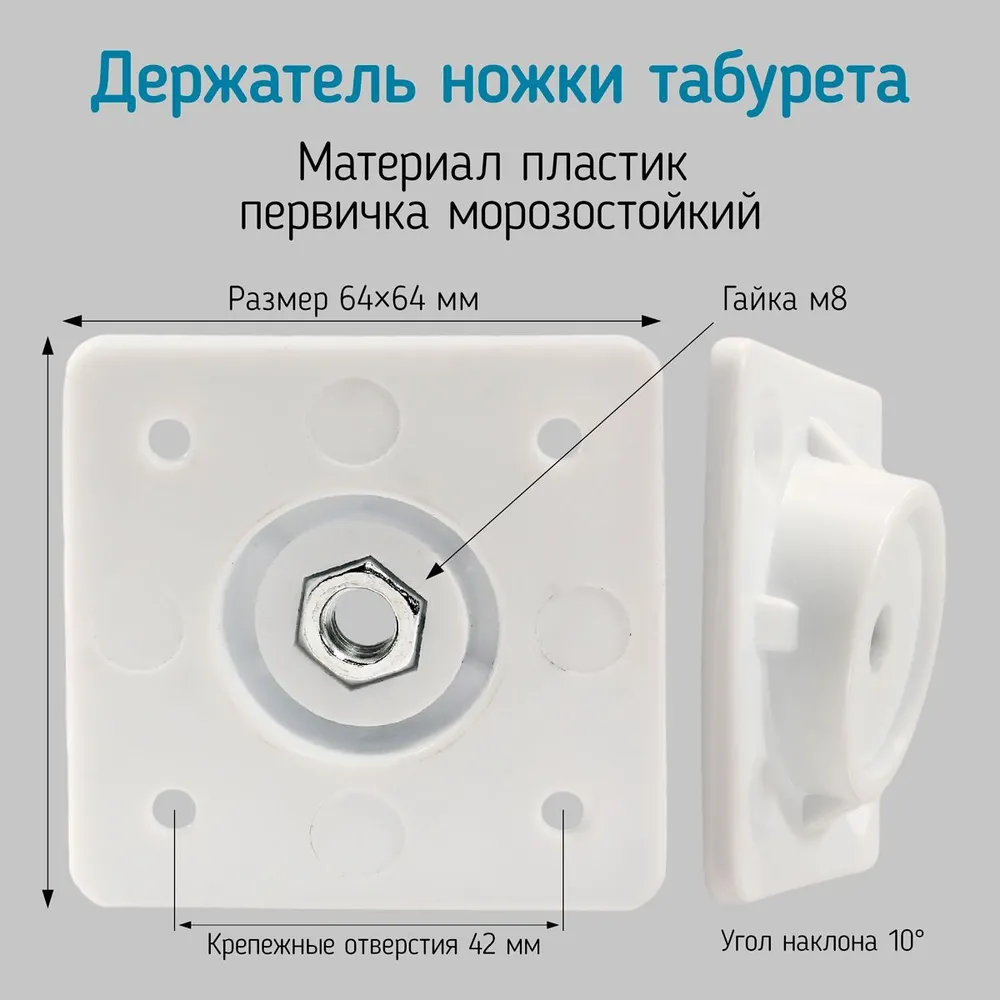 Держатель ножки табурета
Материал пластик
первичка морозостойкий
Размер 64×64 мм
Гайка м8
Крепежные отверстия 42 мм
Угол наклона 10°